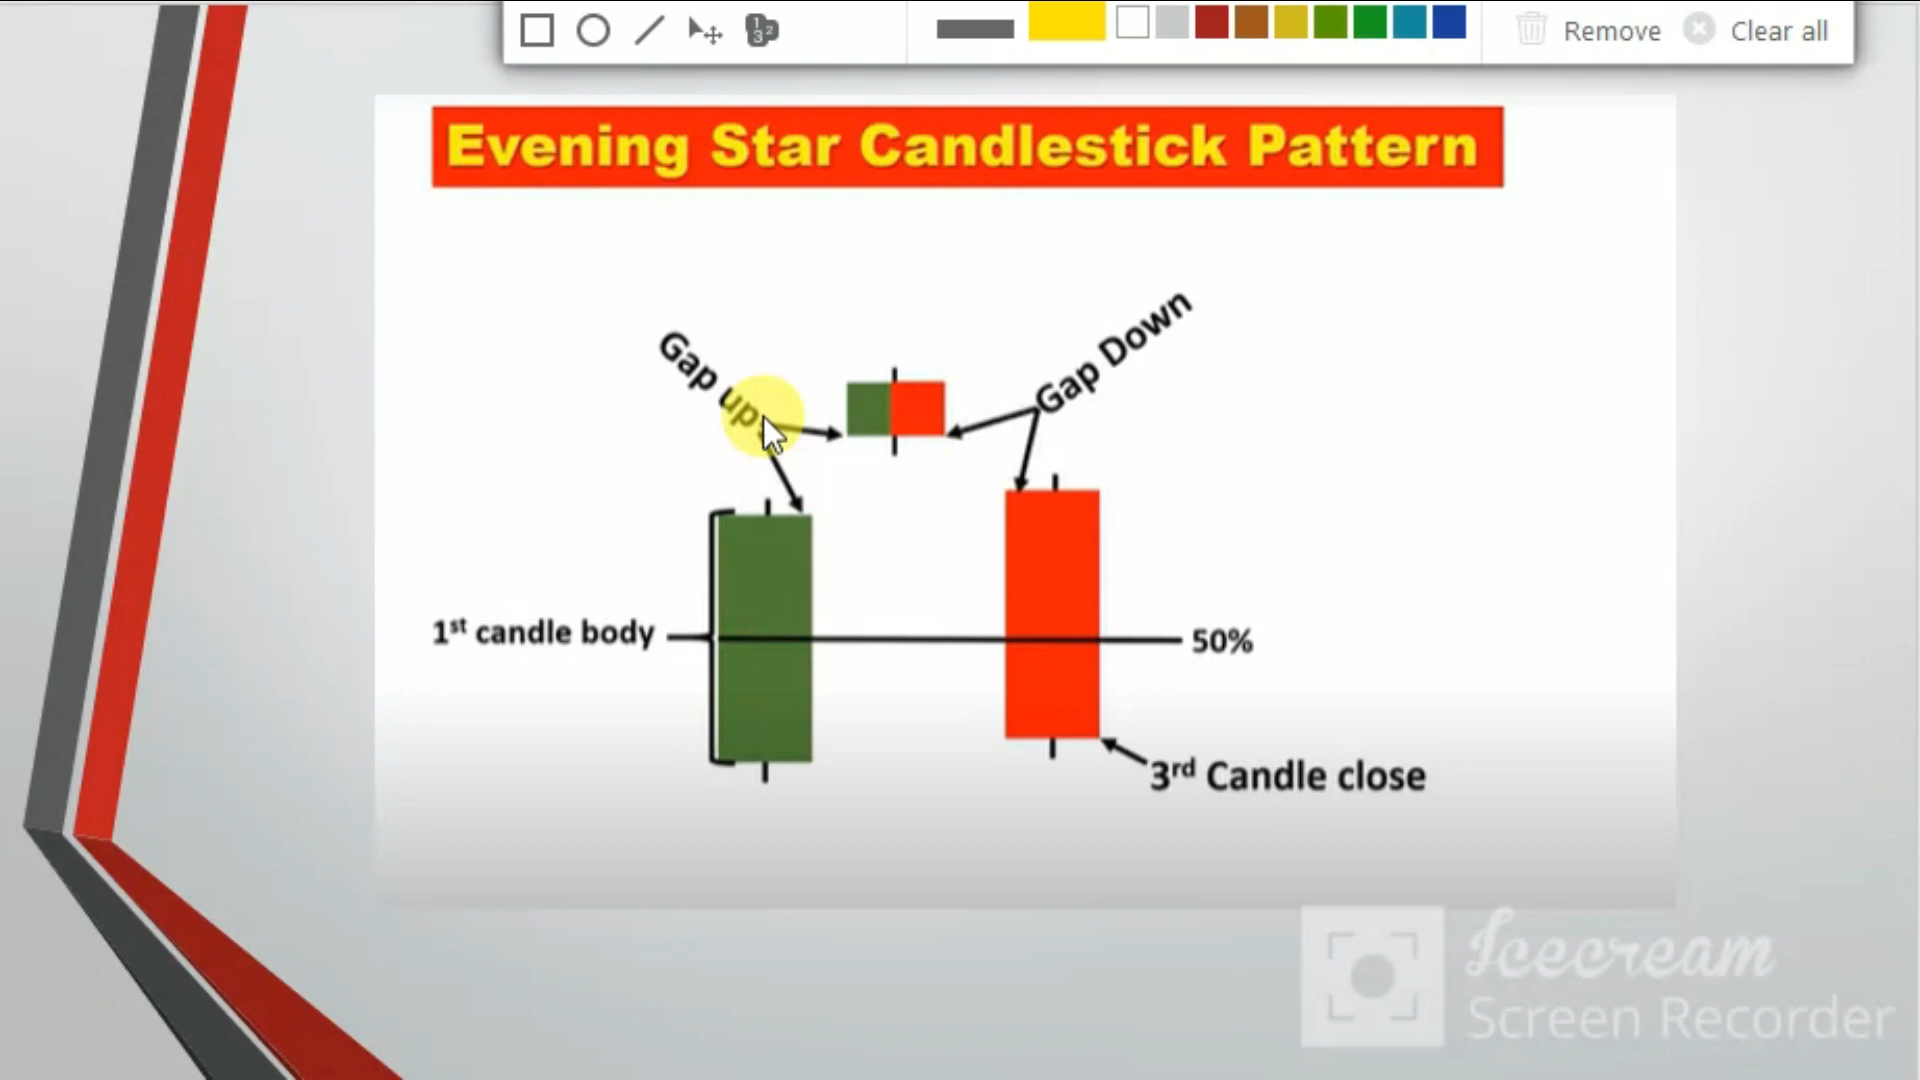 Remove
Clear all
Evening Star Candlestick Pattern
Gap up
Gap Down
1st candle body
50%
3rd Candle close
Icecream
Screen Recorder